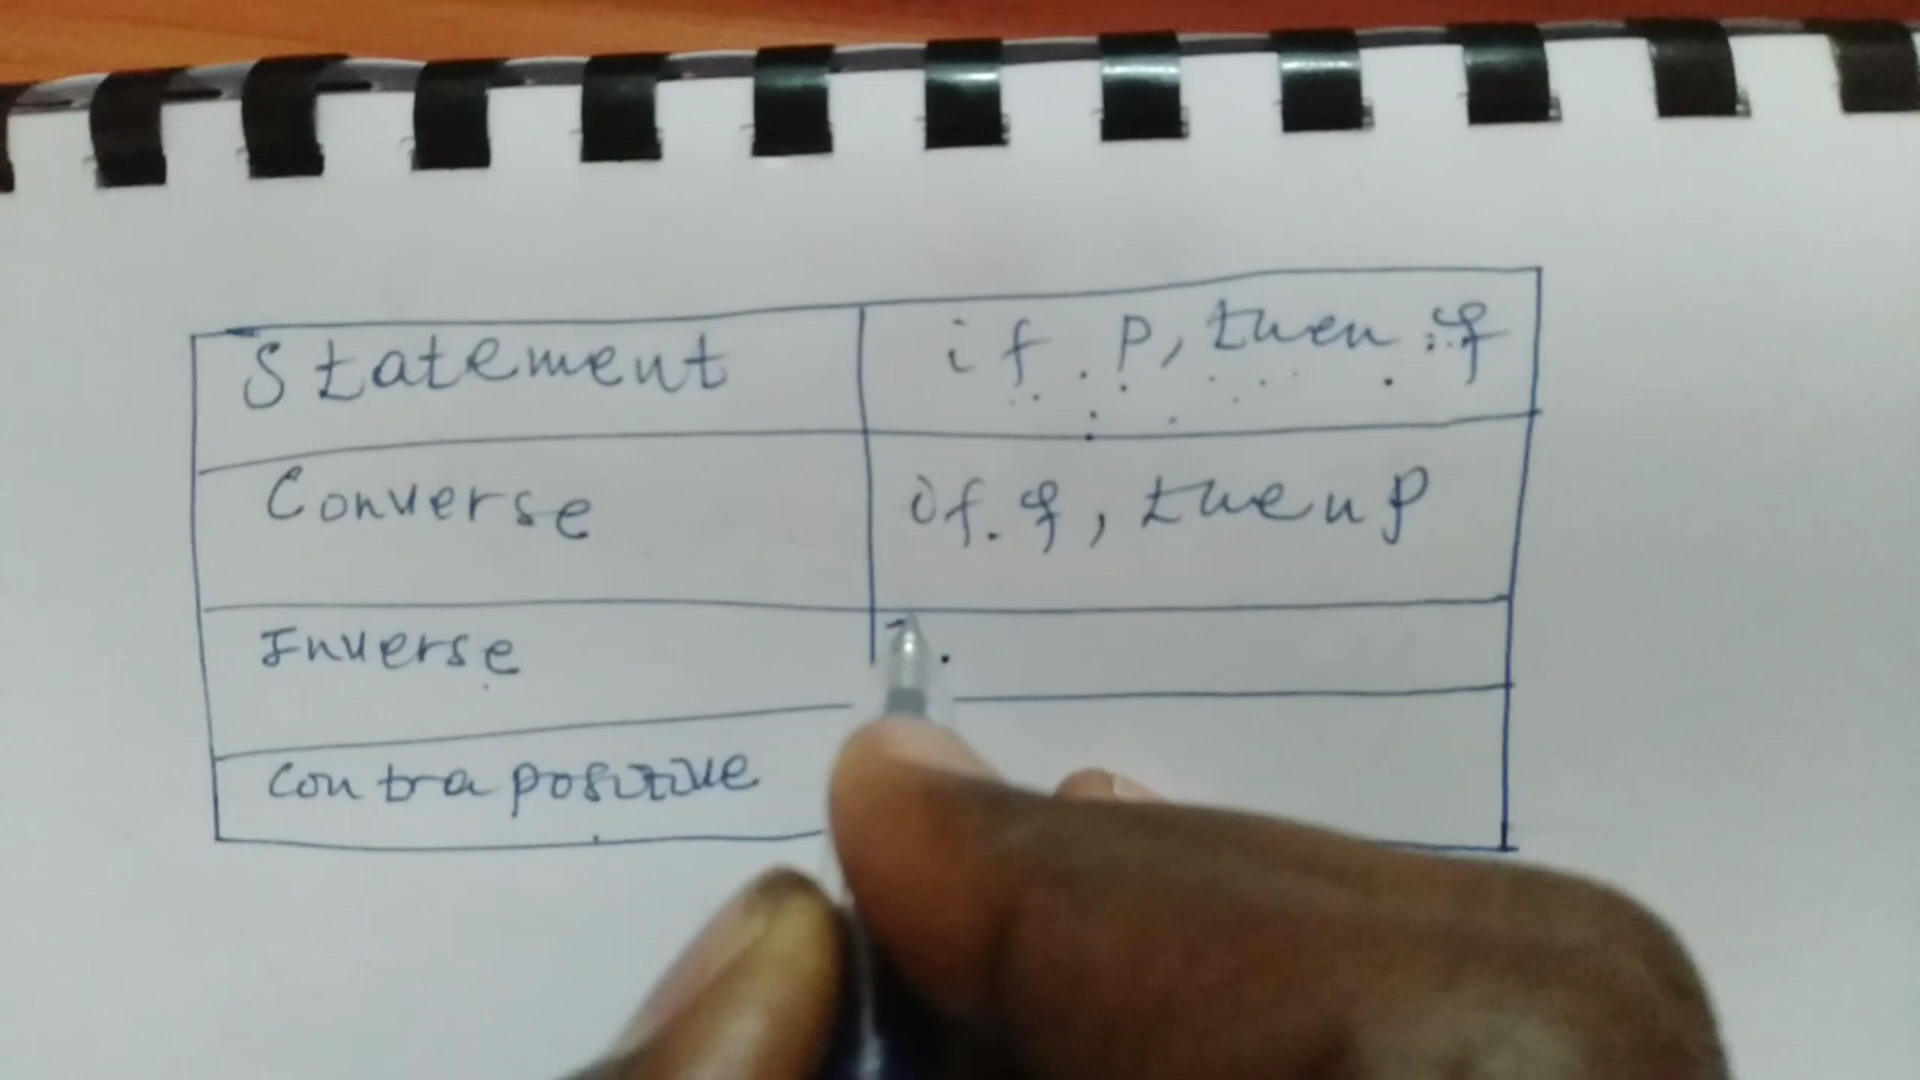 Statement if p, then q
Converse if q, then p
Inverse
Contrapositive